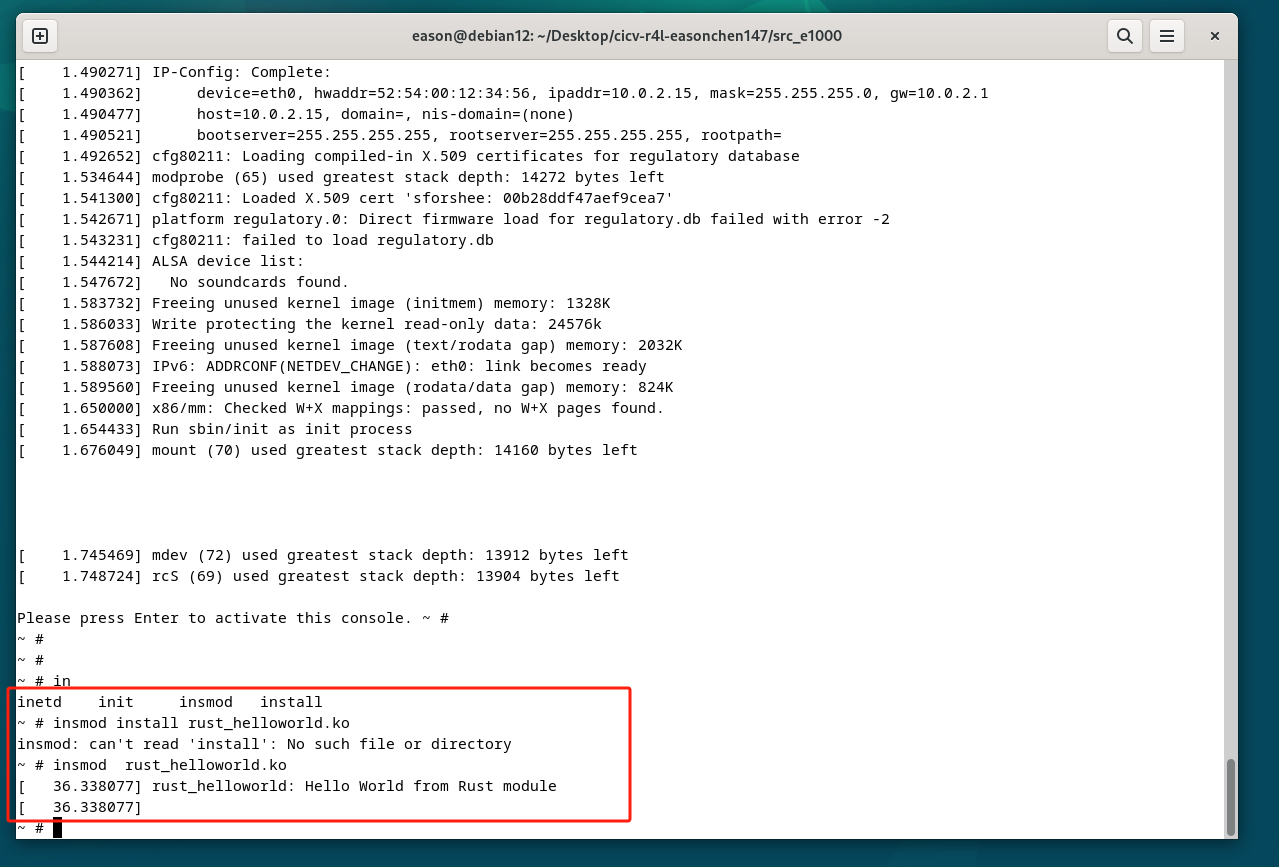 eason@debian12: ~/Desktop/cicv-r4l-easonchen147/src_e1000
[    1.490271] IP-Config: Complete:
[    1.490362]      device=eth0, hwaddr=52:54:00:12:34:56, ipaddr=10.0.2.15, mask=255.255.255.0, gw=10.0.2.1
[    1.490477]      host=10.0.2.15, domain=, nis-domain=(none)
[    1.490521]      bootserver=255.255.255.255, rootserver=255.255.255.255, rootpath=
[    1.492652] cfg80211: Loading compiled-in X.509 certificates for regulatory database
[    1.534644] modprobe (65) used greatest stack depth: 14272 bytes left
[    1.541300] cfg80211: Loaded X.509 cert 'sforshee: 00b28ddf47aef9cea7'
[    1.542671] platform regulatory.0: Direct firmware load for regulatory.db failed with error -2
[    1.543231] cfg80211: failed to load regulatory.db
[    1.544214] ALSA device list:
[    1.547672]   No soundcards found.
[    1.583732] Freeing unused kernel image (initmem) memory: 1328K
[    1.586033] Write protecting the kernel read-only data: 24576k
[    1.587608] Freeing unused kernel image (text/rodata gap) memory: 2032K
[    1.588073] IPv6: ADDRCONF(NETDEV_CHANGE): eth0: link becomes ready
[    1.589560] Freeing unused kernel image (rodata/data gap) memory: 824K
[    1.650000] x86/mm: Checked W+X mappings: passed, no W+X pages found.
[    1.654433] Run sbin/init as init process
[    1.676049] mount (70) used greatest stack depth: 14160 bytes left
[    1.745469] mdev (72) used greatest stack depth: 13912 bytes left
[    1.748724] rcS (69) used greatest stack depth: 13904 bytes left
Please press Enter to activate this console. ~ #
~ #
~ #
~ # in
inetd    init     insmod   install
~ # insmod install rust_helloworld.ko
insmod: can't read 'install': No such file or directory
~ # insmod  rust_helloworld.ko
[   36.338077] rust_helloworld: Hello World from Rust module
[   36.338077]
~ #